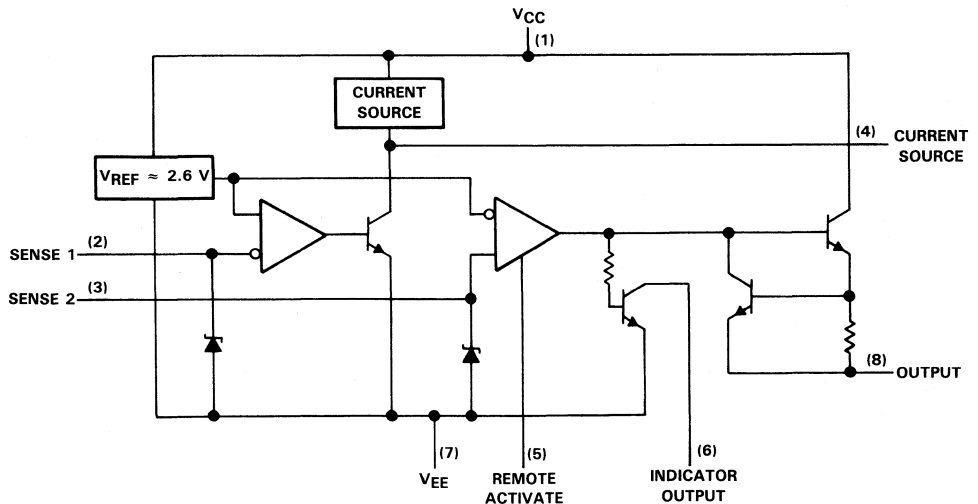 VCC
(1)
CURRENT
SOURCE
(4)
CURRENT
SOURCE
VREF ≈ 2.6 V
SENSE 1
(2)
SENSE 2
(3)
(8)
OUTPUT
(7)
VEE
(5)
REMOTE
ACTIVATE
(6)
INDICATOR
OUTPUT